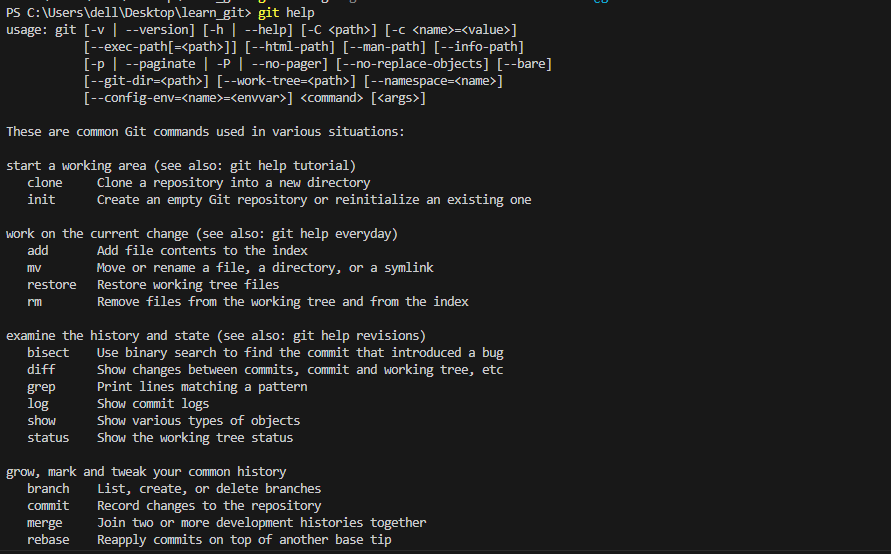 PS C:\Users\dell\Desktop\learn_git> git help
usage: git [-v | --version] [-h | --help] [-C <path>] [-c <name>=<value>]
           [--exec-path[=<path>]] [--html-path] [--man-path] [--info-path]
           [-p | --paginate | -P | --no-pager] [--no-replace-objects] [--bare]
           [--git-dir=<path>] [--work-tree=<path>] [--namespace=<name>]
           [--config-env=<name>=<envvar>] <command> [<args>]

These are common Git commands used in various situations:

start a working area (see also: git help tutorial)
   clone     Clone a repository into a new directory
   init      Create an empty Git repository or reinitialize an existing one

work on the current change (see also: git help everyday)
   add       Add file contents to the index
   mv        Move or rename a file, a directory, or a symlink
   restore   Restore working tree files
   rm        Remove files from the working tree and from the index

examine the history and state (see also: git help revisions)
   bisect    Use binary search to find the commit that introduced a bug
   diff      Show changes between commits, commit and working tree, etc
   grep      Print lines matching a pattern
   log       Show commit logs
   show      Show various types of objects
   status    Show the working tree status

grow, mark and tweak your common history
   branch    List, create, or delete branches
   commit    Record changes to the repository
   merge     Join two or more development histories together
   rebase    Reapply commits on top of another base tip